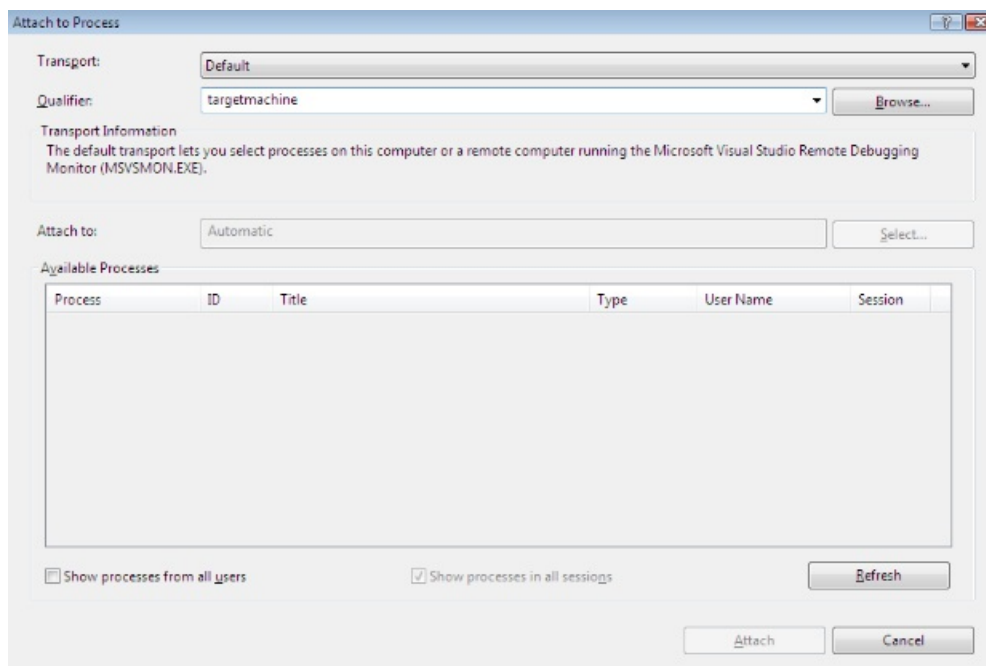 Attach to Process
Transport:
Default
Qualifier:
targetmachine
Browse...
Transport Information
The default transport lets you select processes on this computer or a remote computer running the Microsoft Visual Studio Remote Debugging
Monitor (MSVSMON.EXE).
Attach to:
Automatic
Select...
Available Processes
Process ID Title Type User Name Session
Show processes from all users
Show processes in all sessions
Refresh
Attach
Cancel